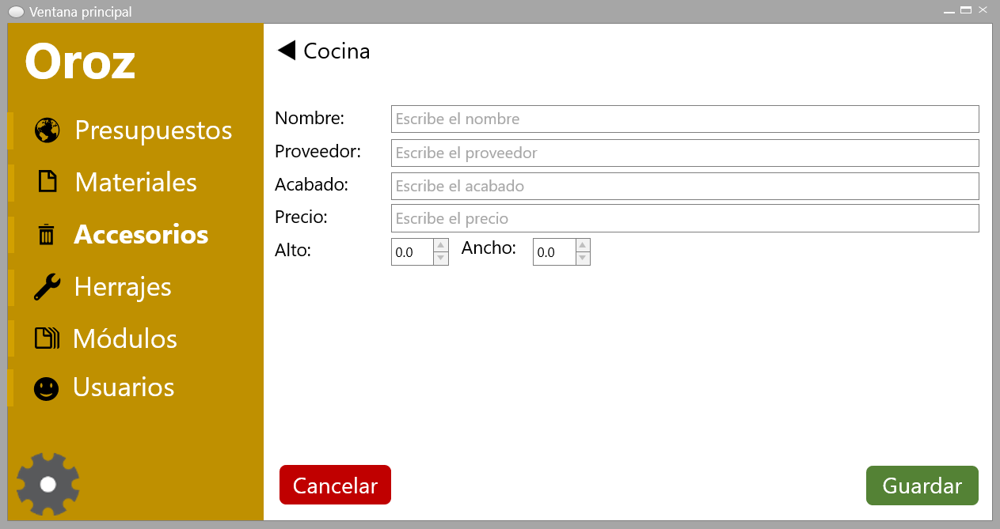 Ventana principal
Oroz
Presupuestos
Materiales
Accesorios
Herrajes
Módulos
Usuarios
Cocina
Nombre: Escribe el nombre
Proveedor: Escribe el proveedor
Acabado: Escribe el acabado
Precio: Escribe el precio
Alto: 0.0 Ancho: 0.0
Cancelar Guardar